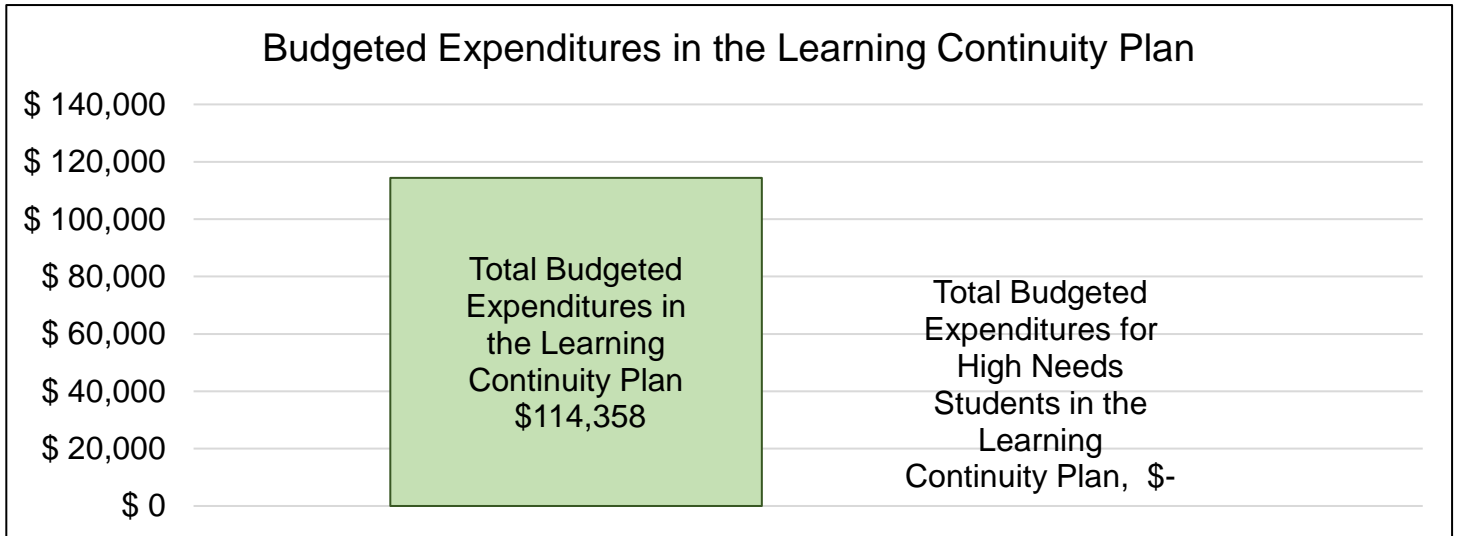 Budgeted Expenditures in the Learning Continuity Plan
$ 140,000
$ 120,000
$ 100,000
$ 80,000
$ 60,000
$ 40,000
$ 20,000
$ 0
Total Budgeted
Expenditures in
the Learning
Continuity Plan
$114,358
Total Budgeted
Expenditures for
High Needs
Students in the
Learning
Continuity Plan, $-